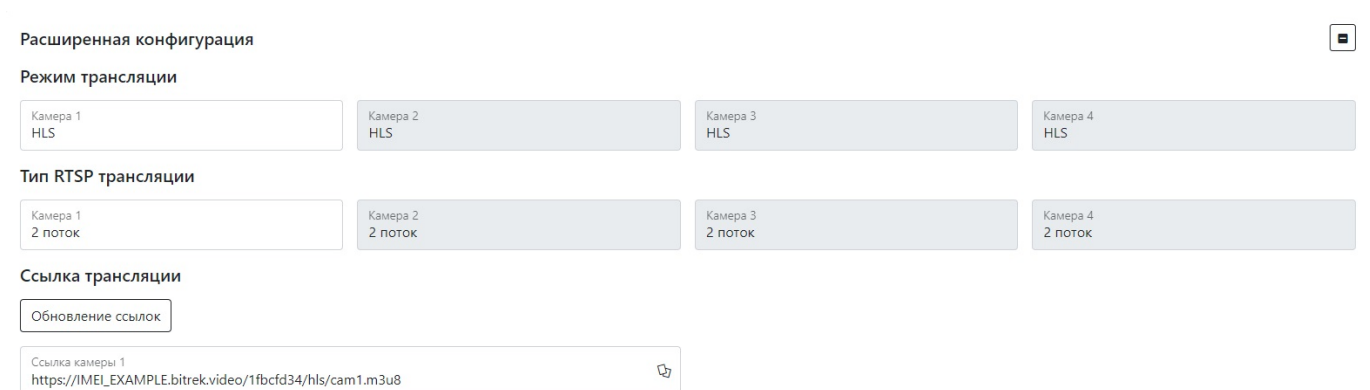 Расширенная конфигурация
Режим трансляции
Камера 1 Камера 2 Камера 3 Камера 4
HLS HLS HLS HLS
Тип RTSP трансляции
Камера 1 Камера 2 Камера 3 Камера 4
2 поток 2 поток 2 поток 2 поток
Ссылка трансляции
Обновление ссылок
Ссылка камеры 1
https://IMEI_EXAMPLE.bitrek.video/1fbcfd34/hls/cam1.m3u8